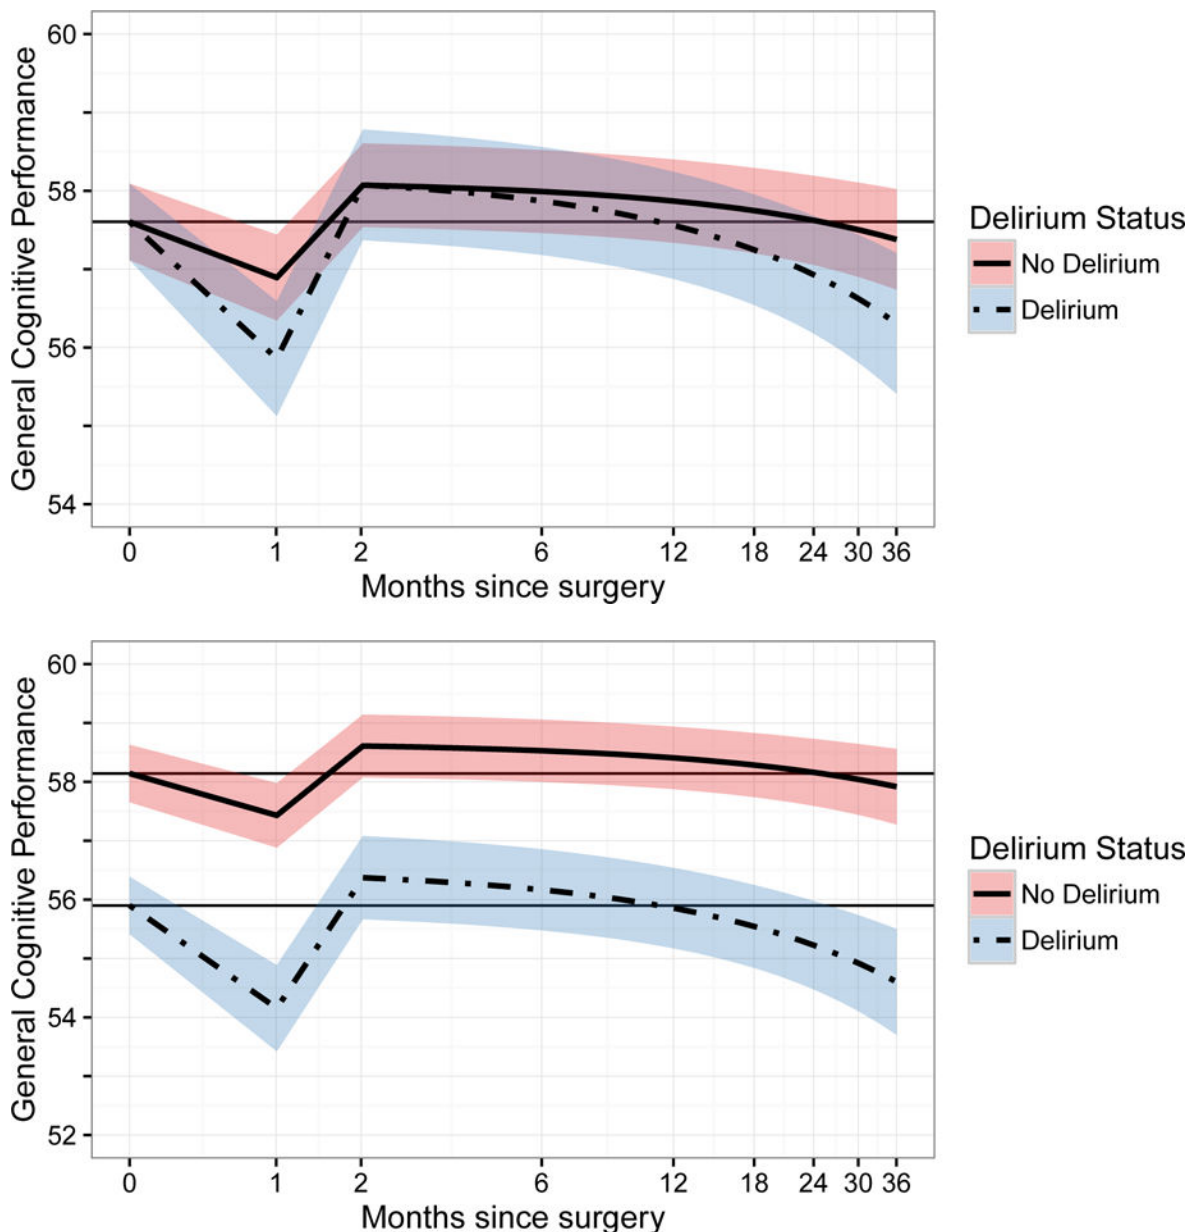 60
58
56
54
General Cognitive Performance
0 1 2 6 12 18 24 30 36
Months since surgery
Delirium Status
No Delirium
Delirium
60
58
56
54
52
General Cognitive Performance
0 1 2 6 12 18 24 30 36
Months since surgery
Delirium Status
No Delirium
Delirium